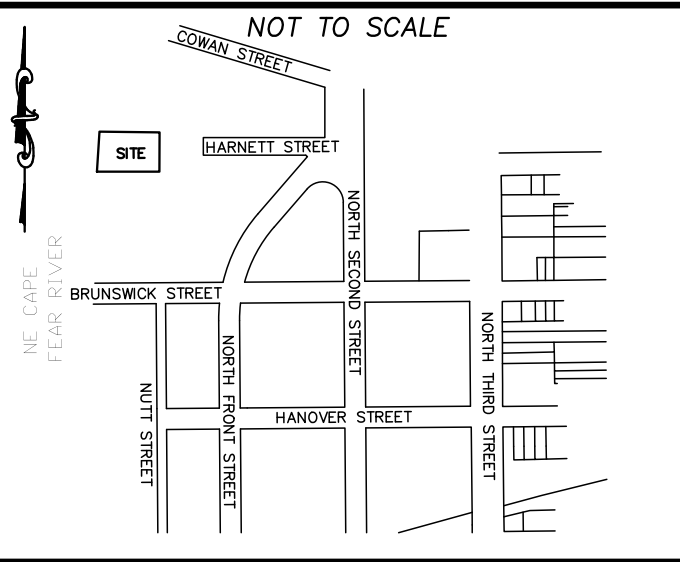 NOT TO SCALE
COWAN STREET
HARNETT STREET
SITE
NORTH SECOND STREET
NE CAPE
FEAR RIVER
BRUNSWICK STREET
NORTH FRONT STREET
NORTH THIRD STREET
NUTT STREET
HANOVER STREET